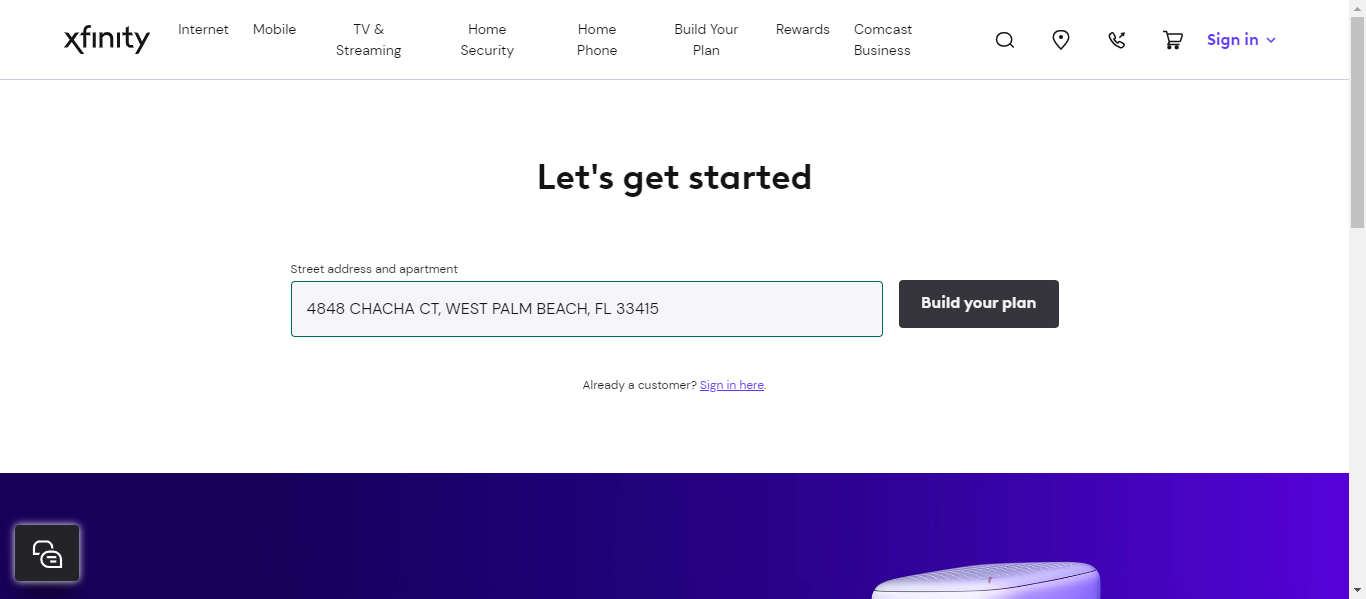 xfinity
Internet
Mobile
TV &
Streaming
Home
Security
Home
Phone
Build Your
Plan
Rewards
Comcast
Business
Sign in
Let's get started
Street address and apartment
4848 CHACHA CT, WEST PALM BEACH, FL 33415
Build your plan
Already a customer? Sign in here.